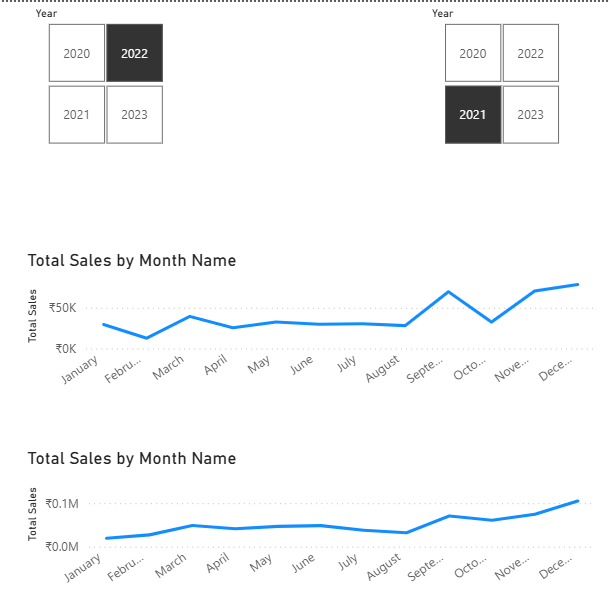 Year
Year
2020 2022
2020 2022
2021 2023
2021 2023
Total Sales by Month Name
Total Sales
₹50K
₹0K
January Febru... March April May June July August Septe... Octo... Nove... Dece...
Total Sales by Month Name
Total Sales
₹0.1M
₹0.0M
January Febru... March April May June July August Septe... Octo... Nove... Dece...